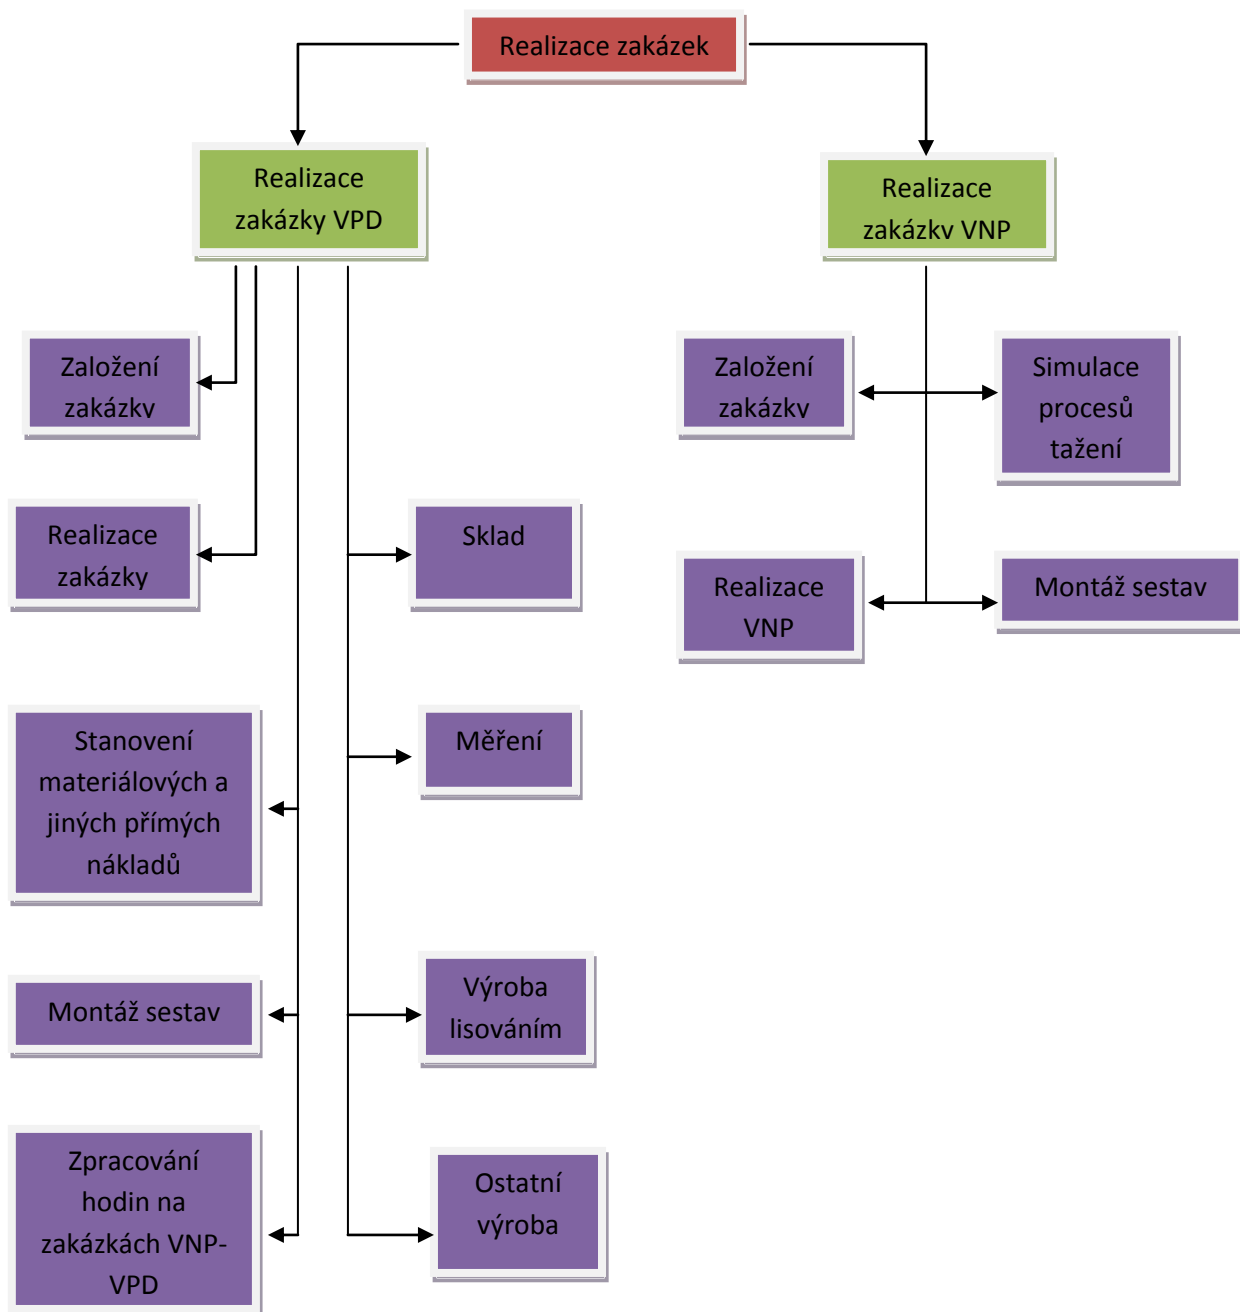 Realizace zakázek
Realizace
zakázky VPD
Realizace
zakázky VNP
Založení
zakázky
Založení
zakázky
Simulace
procesů
tažení
Realizace
zakázky
Sklad
Realizace
VNP
Montáž sestav
Stanovení
materiálových a
jiných přímých
nákladů
Měření
Montáž sestav
Výroba
lisováním
Zpracování
hodin na
zakázkách VNP-
VPD
Ostatní
výroba